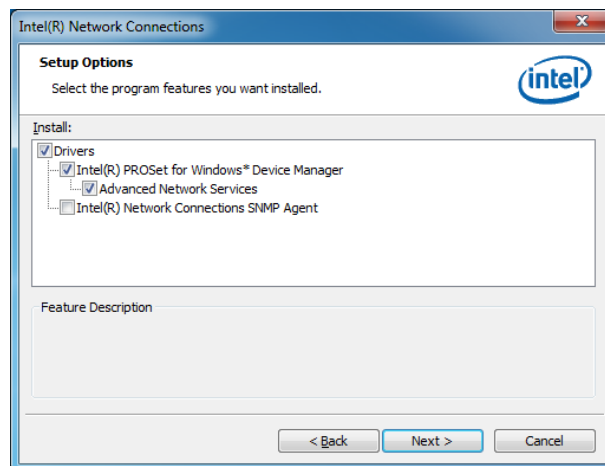 Intel(R) Network Connections
Setup Options
Select the program features you want installed.
intel
Install:
Drivers
Intel(R) PROSet for Windows* Device Manager
Advanced Network Services
Intel(R) Network Connections SNMP Agent
Feature Description
< Back
Next >
Cancel